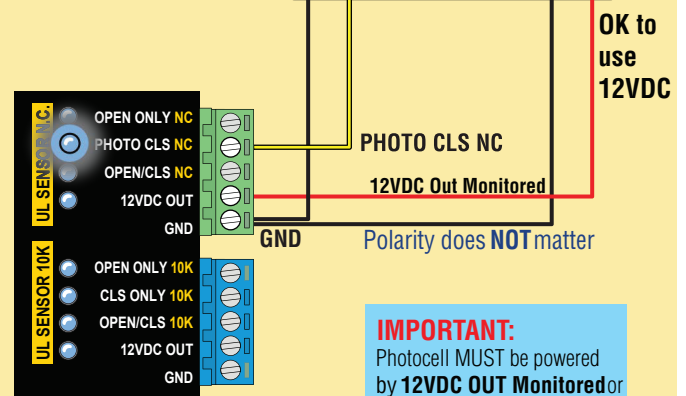 OK to
use
12VDC
UL SENSOR N.C.
OPEN ONLY NC
PHOTO CLS NC
OPEN/CLS NC
12VDC OUT
GND
PHOTO CLS NC
12VDC Out Monitored
GND
Polarity does NOT matter
UL SENSOR 10K
OPEN ONLY 10K
CLS ONLY 10K
OPEN/CLS 10K
12VDC OUT
GND
IMPORTANT:
Photocell MUST be powered
by 12VDC OUT Monitored or